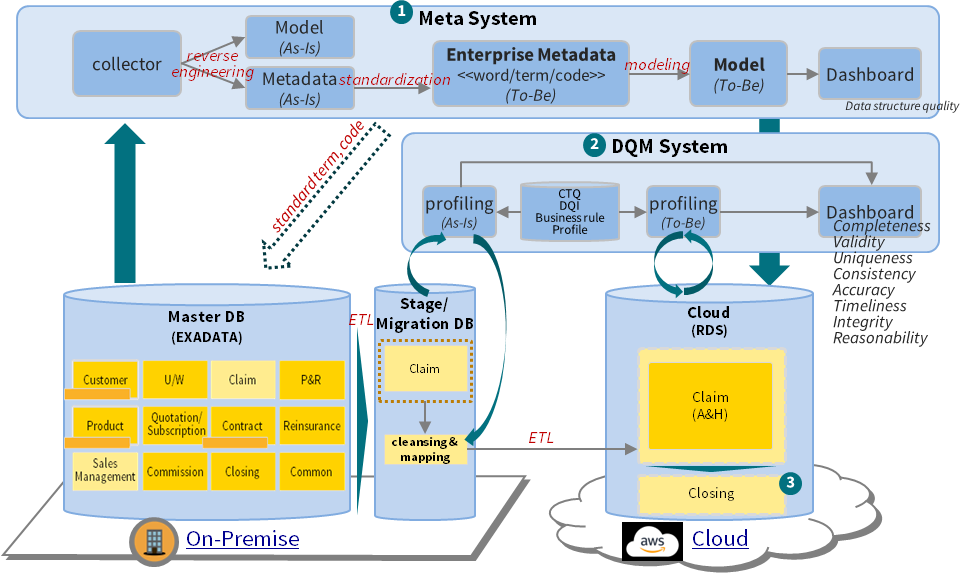 1 Meta System
collector
reverse
engineering
Model
(As-Is)
Metadata
(As-Is)
standardization
Enterprise Metadata
<<word/term/code>>
(To-Be)
modeling
Model
(To-Be)
Dashboard
Data structure quality
standard term, code
2 DQM System
profiling
(As-Is)
CTQ
DQI
Business rule
Profile
profiling
(To-Be)
Dashboard
Completeness
Validity
Uniqueness
Consistency
Accuracy
Timeliness
Integrity
Reasonability
Master DB
(EXADATA)
Customer
U/W
Claim
P&R
Product
Quotation/
Subscription
Contract
Reinsurance
Sales
Management
Commission
Closing
Common
ETL
Stage/
Migration DB
Claim
cleansing &
mapping
ETL
Cloud
(RDS)
Claim
(A&H)
3
Closing
On-Premise
aws
Cloud